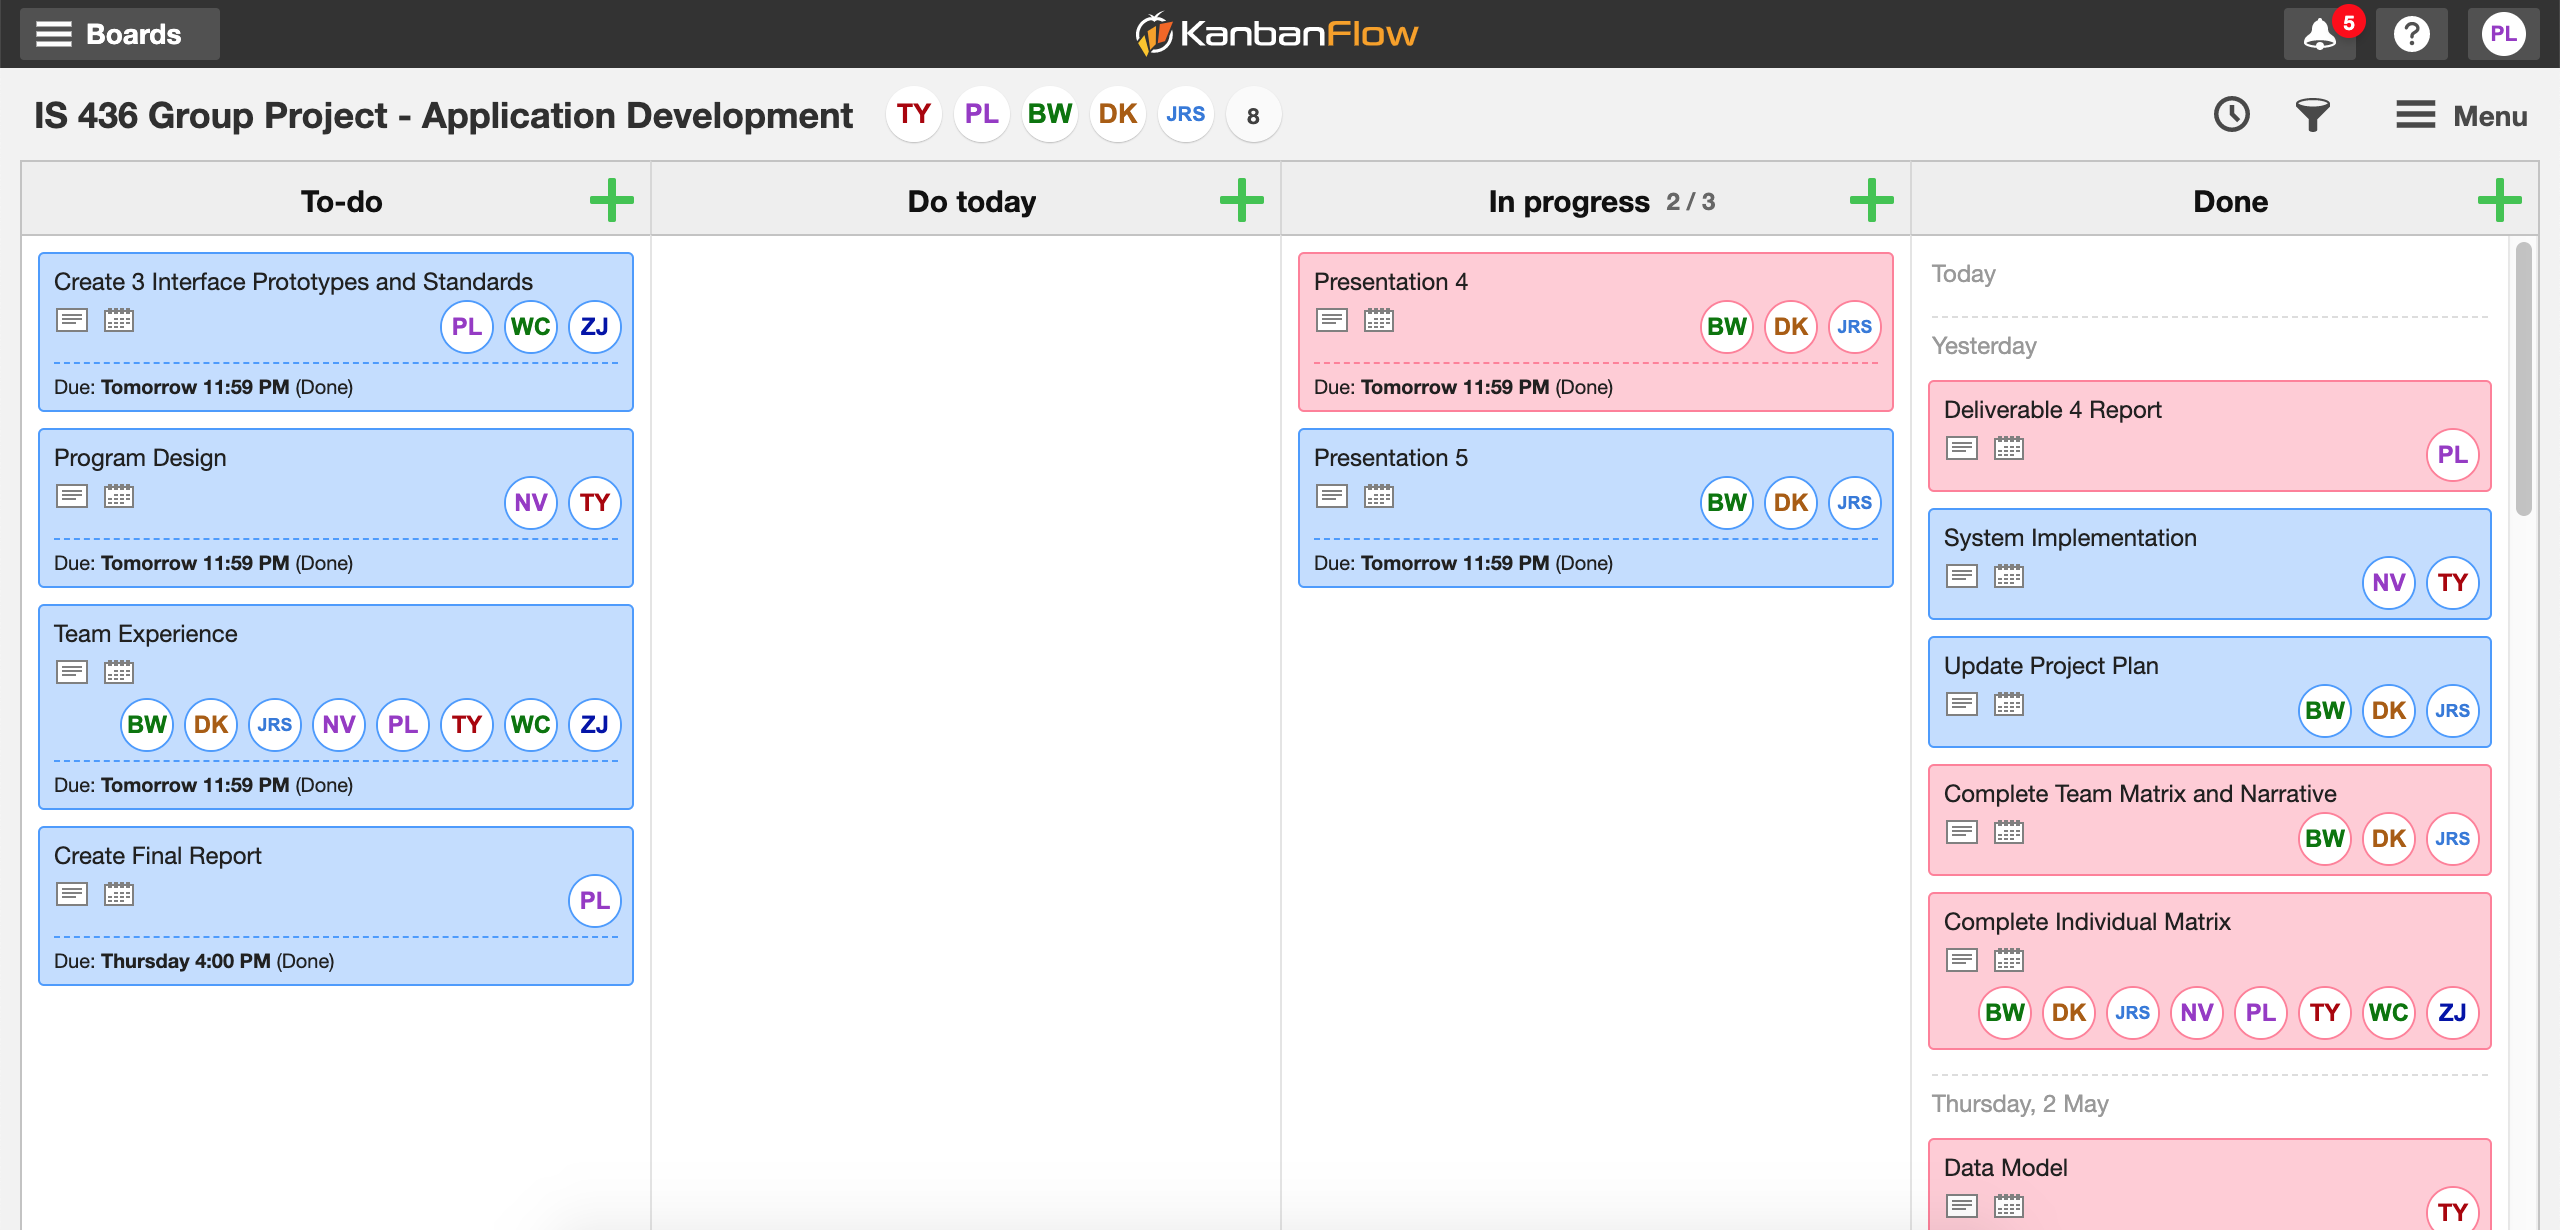 Boards
KanbanFlow
5
?
PL
IS 436 Group Project - Application Development
TY PL BW DK JRS 8
Menu
To-do
Do today
In progress 2 / 3
Done
Create 3 Interface Prototypes and Standards
PL WC ZJ
Due: Tomorrow 11:59 PM (Done)
Program Design
NV TY
Due: Tomorrow 11:59 PM (Done)
Team Experience
BW DK JRS NV PL TY WC ZJ
Due: Tomorrow 11:59 PM (Done)
Create Final Report
PL
Due: Thursday 4:00 PM (Done)
Presentation 4
BW DK JRS
Due: Tomorrow 11:59 PM (Done)
Presentation 5
BW DK JRS
Due: Tomorrow 11:59 PM (Done)
Today
Yesterday
Deliverable 4 Report
PL
System Implementation
NV TY
Update Project Plan
BW DK JRS
Complete Team Matrix and Narrative
BW DK JRS
Complete Individual Matrix
BW DK JRS NV PL TY WC ZJ
Thursday, 2 May
Data Model
TY